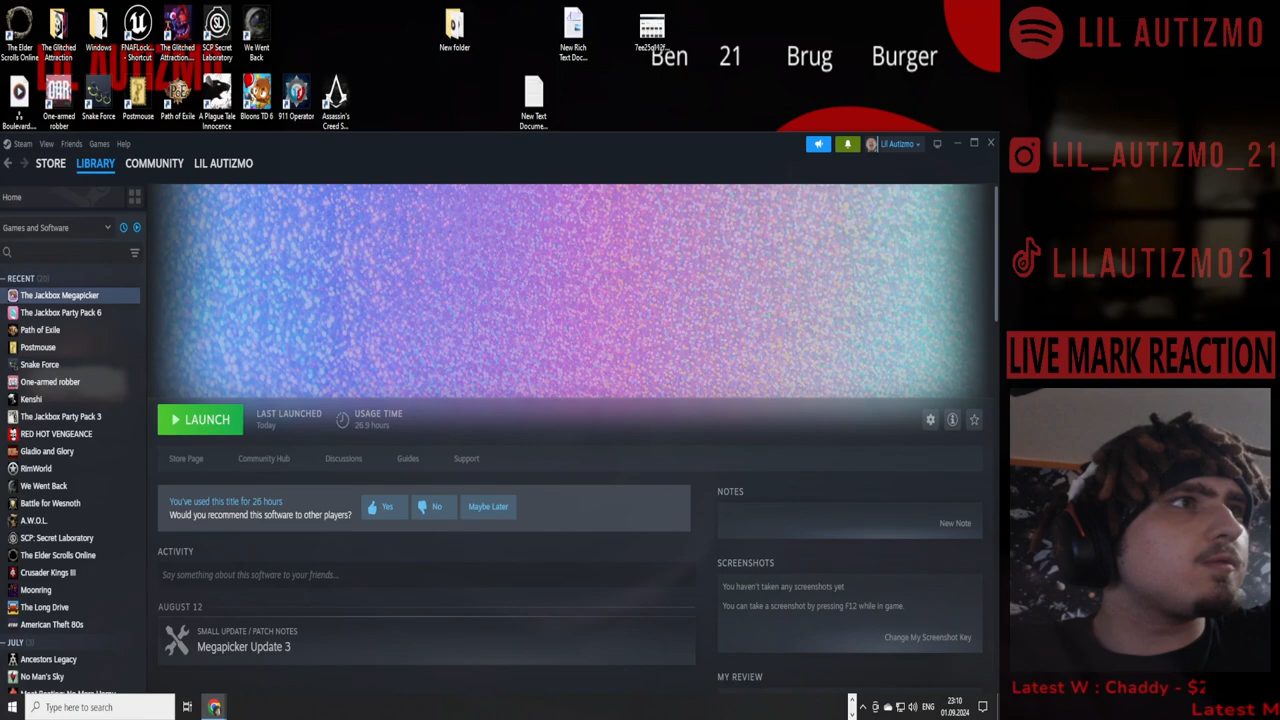 The Elder
Scrolls Online
The Glitched
Attraction
Windows
FNAFLock...
- Shortcut
The Glitched
Attraction...
SCP Secret
Laboratory
We Went
Back
New folder
New Rich
Text Doc...
Ben 21 Brug Burger
LIL AUTIZMO
LIL AUTIZMO
Boulevard....
One-armed
robber
Snake Force
Postmouse
Path of Exile
A Plague Tale
Innocence
Bloons TD 6
911 Operator
Assassin's
Creed S...
New Text
Docume...
Steam View Friends Games Help
Lil Autizmo
STORE LIBRARY COMMUNITY LIL AUTIZMO
LIL_AUTIZMO_21
LILAUTIZMO21
LIVE MARK REACTION
Home
Games and Software
RECENT (20)
The Jackbox Megapicker
The Jackbox Party Pack 6
Path of Exile
Postmouse
Snake Force
One-armed robber
Kenshi
The Jackbox Party Pack 3
RED HOT VENGEANCE
Gladio and Glory
RimWorld
We Went Back
Battle for Wesnoth
A.W.O.L.
SCP: Secret Laboratory
The Elder Scrolls Online
Crusader Kings III
Moonring
The Long Drive
American Theft 80s
JULY (3)
Ancestors Legacy
No Man's Sky
LAUNCH
LAST LAUNCHED
Today
USAGE TIME
26.9 hours
Store Page Community Hub Discussions Guides Support
You've used this title for 26 hours
Would you recommend this software to other players?
Yes No Maybe Later
ACTIVITY
Say something about this software to your friends...
AUGUST 12
SMALL UPDATE / PATCH NOTES
Megapicker Update 3
NOTES
New Note
SCREENSHOTS
You haven't taken any screenshots yet
You can take a screenshot by pressing F12 while in game.
Change My Screenshot Key
MY REVIEW
Latest W : Chaddy - $
Latest M
Type here to search
ENG
23:10
01.09.2024